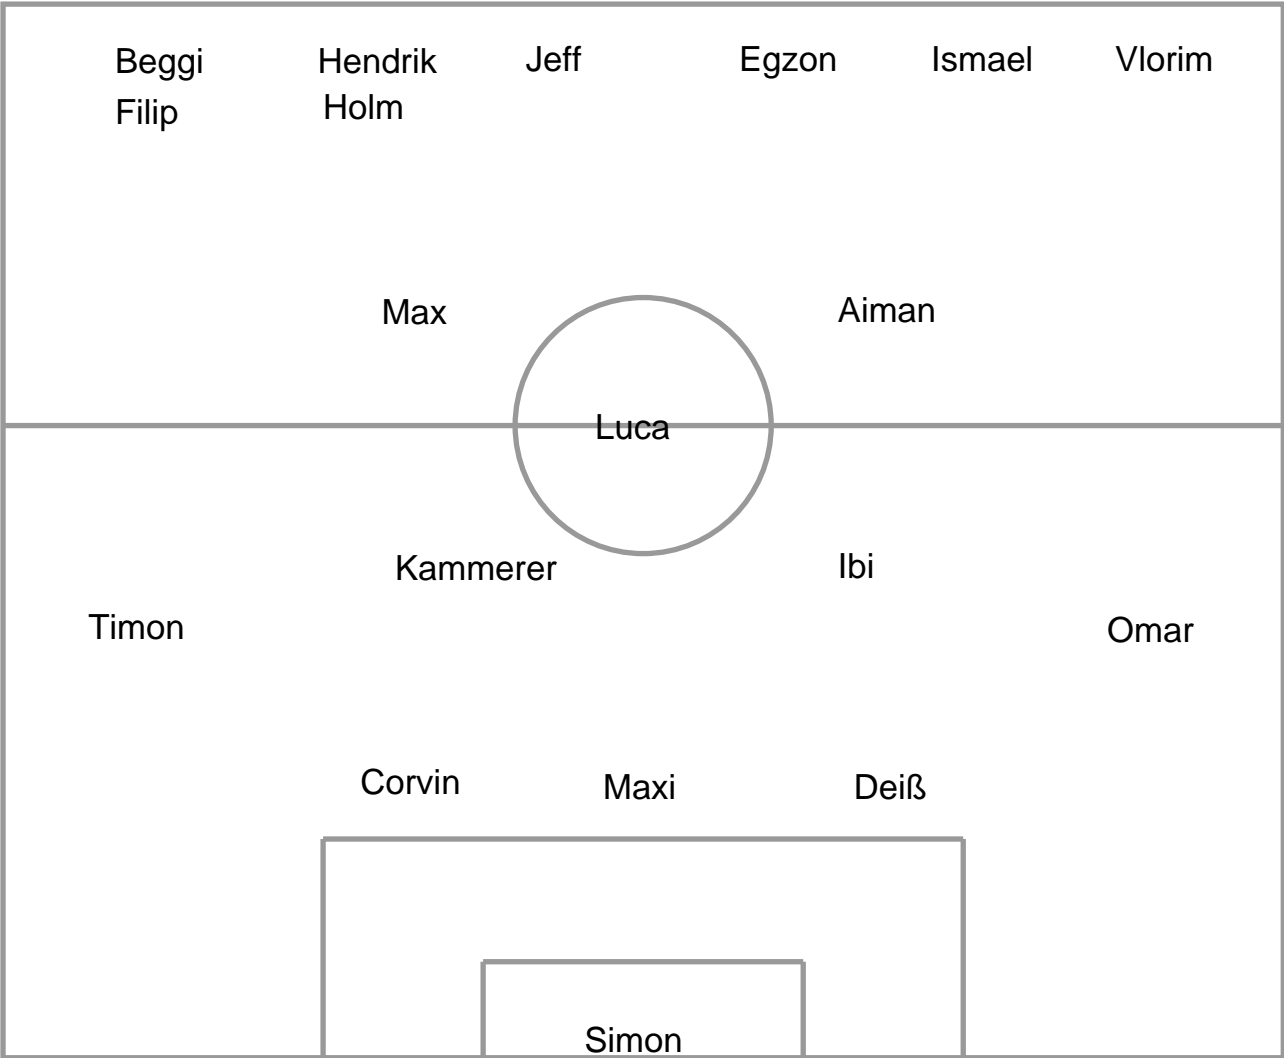 Beggi Hendrik Jeff Egzon Ismael Vlorim
Filip Holm
Max Aiman
Luca
Kammerer Ibi
Timon Omar
Corvin Maxi Deiß
Simon